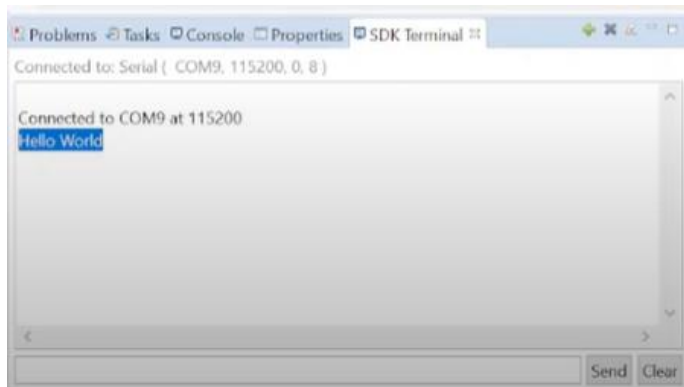 Problems Tasks Console Properties SDK Terminal
Connected to: Serial ( COM9, 115200, 0, 8 )
Connected to COM9 at 115200
Hello World
Send Clear